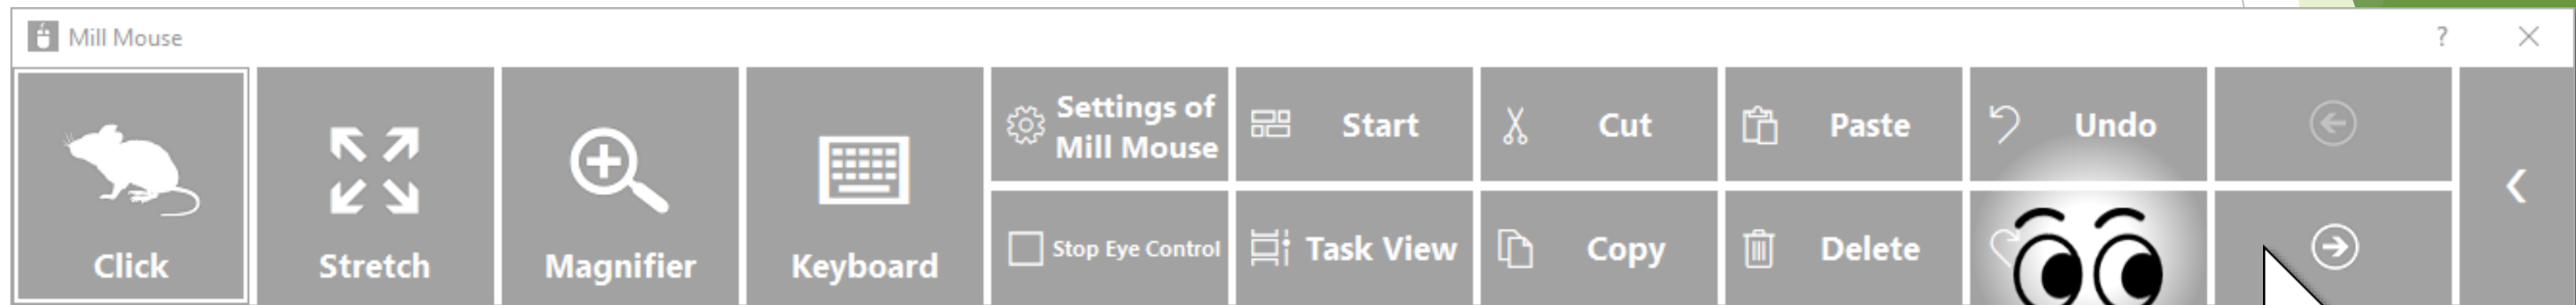 Mill Mouse
?
Click
Stretch
Magnifier
Keyboard
Settings of
Mill Mouse
Stop Eye Control
Start
Task View
Cut
Copy
Paste
Delete
Undo